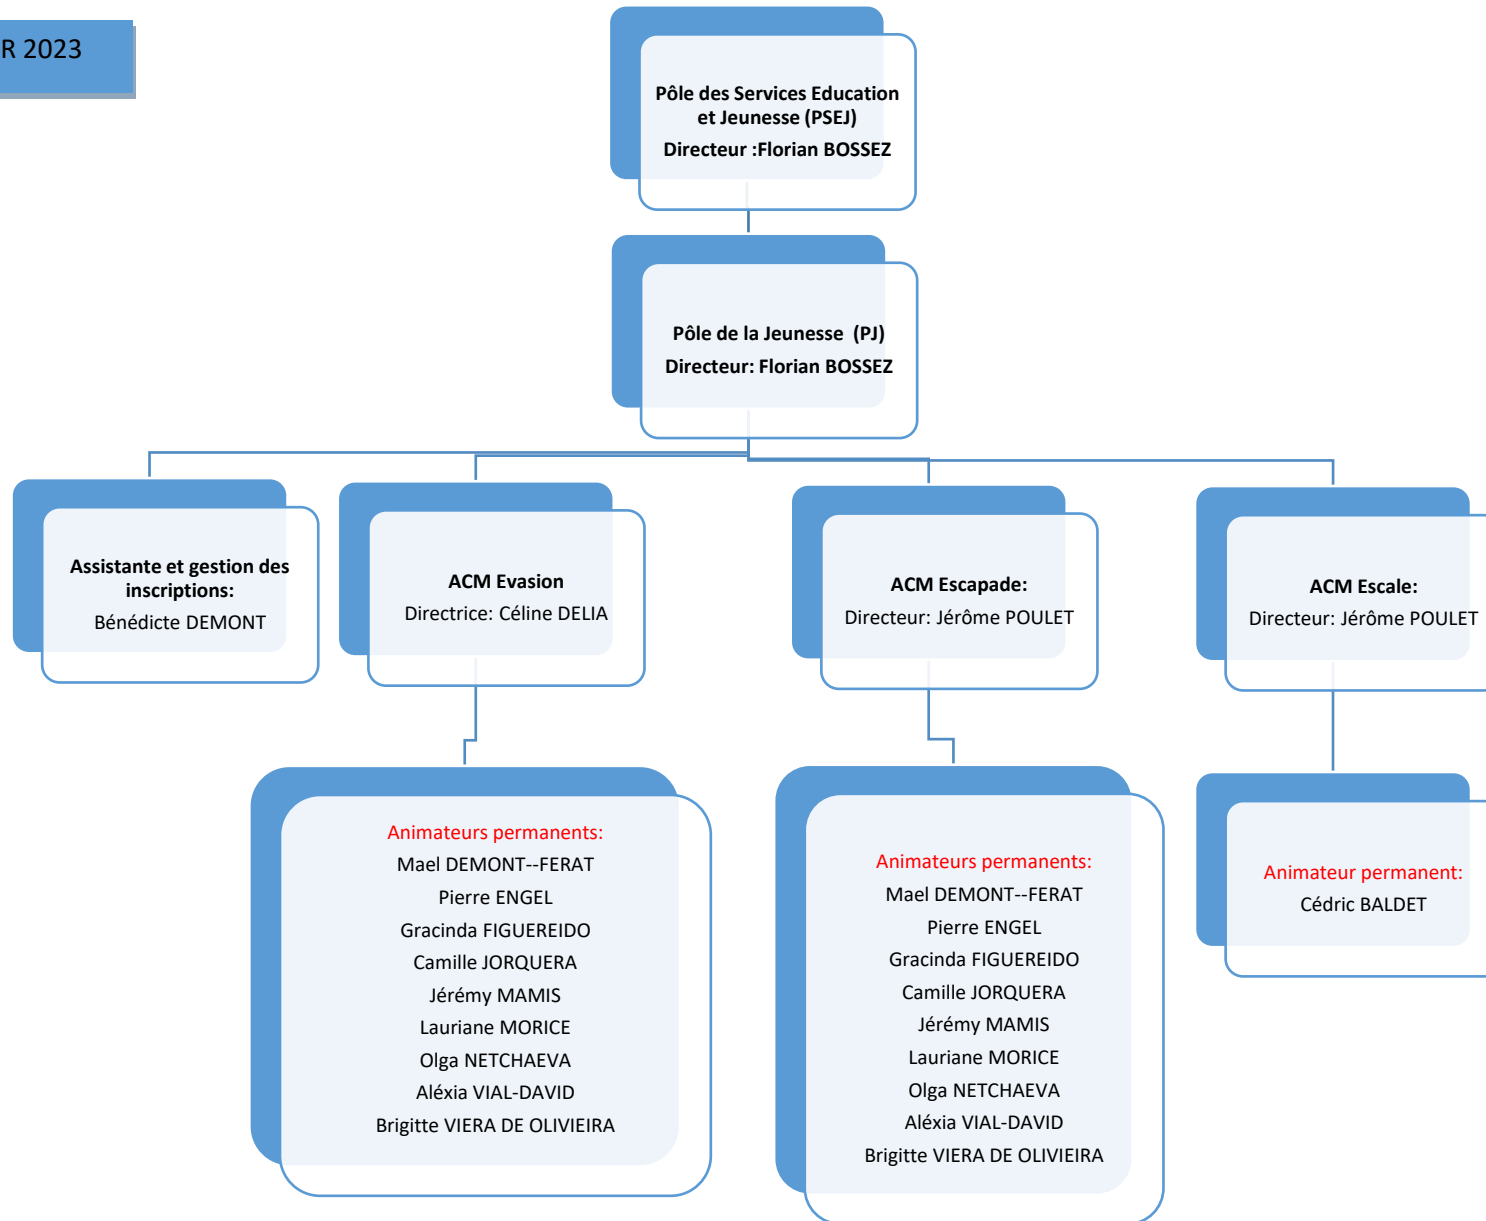 R 2023
Pôle des Services Education
et Jeunesse (PSEJ)
Directeur :Florian BOSSEZ
Pôle de la Jeunesse (PJ)
Directeur: Florian BOSSEZ
Assistante et gestion des
inscriptions:
Bénédicte DEMONT
ACM Evasion
Directrice: Céline DELIA
ACM Escapade:
Directeur: Jérôme POULET
ACM Escale:
Directeur: Jérôme POULET
Animateurs permanents:
Mael DEMONT--FERAT
Pierre ENGEL
Gracinda FIGUEREIDO
Camille JORQUERA
Jérémy MAMIS
Lauriane MORICE
Olga NETCHAEVA
Aléxia VIAL-DAVID
Brigitte VIERA DE OLIVIEIRA
Animateurs permanents:
Mael DEMONT--FERAT
Pierre ENGEL
Gracinda FIGUEREIDO
Camille JORQUERA
Jérémy MAMIS
Lauriane MORICE
Olga NETCHAEVA
Aléxia VIAL-DAVID
Brigitte VIERA DE OLIVIEIRA
Animateur permanent:
Cédric BALDET